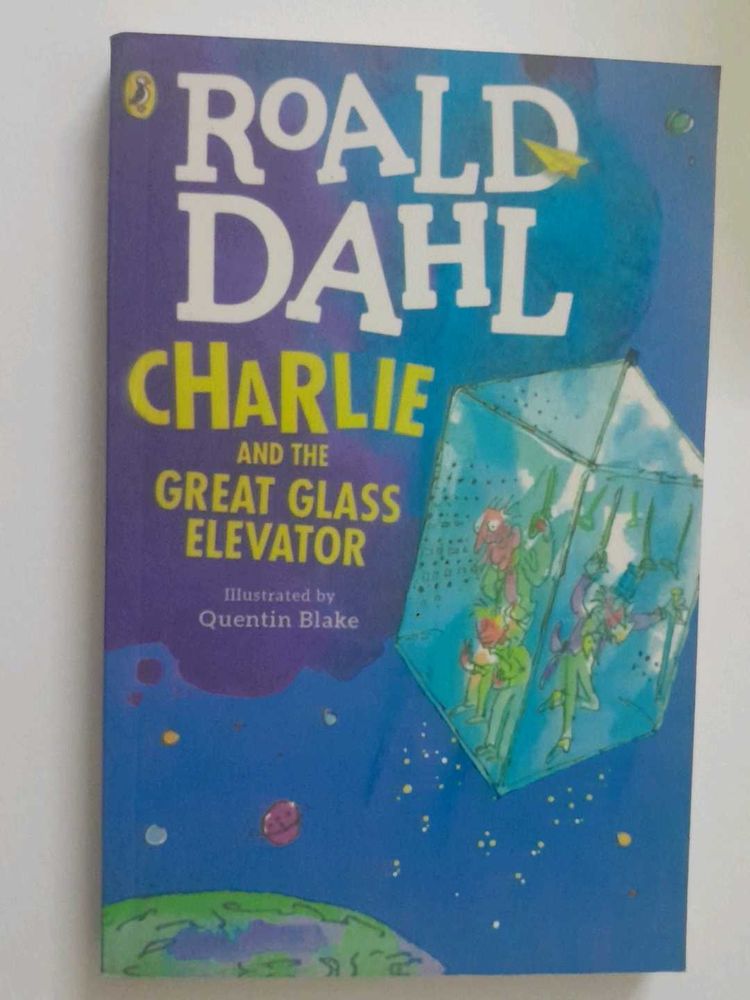 ROALD
DAHL
CHARLIE
AND THE
GREAT GLASS
ELEVATOR
Illustrated by
Quentin Blake